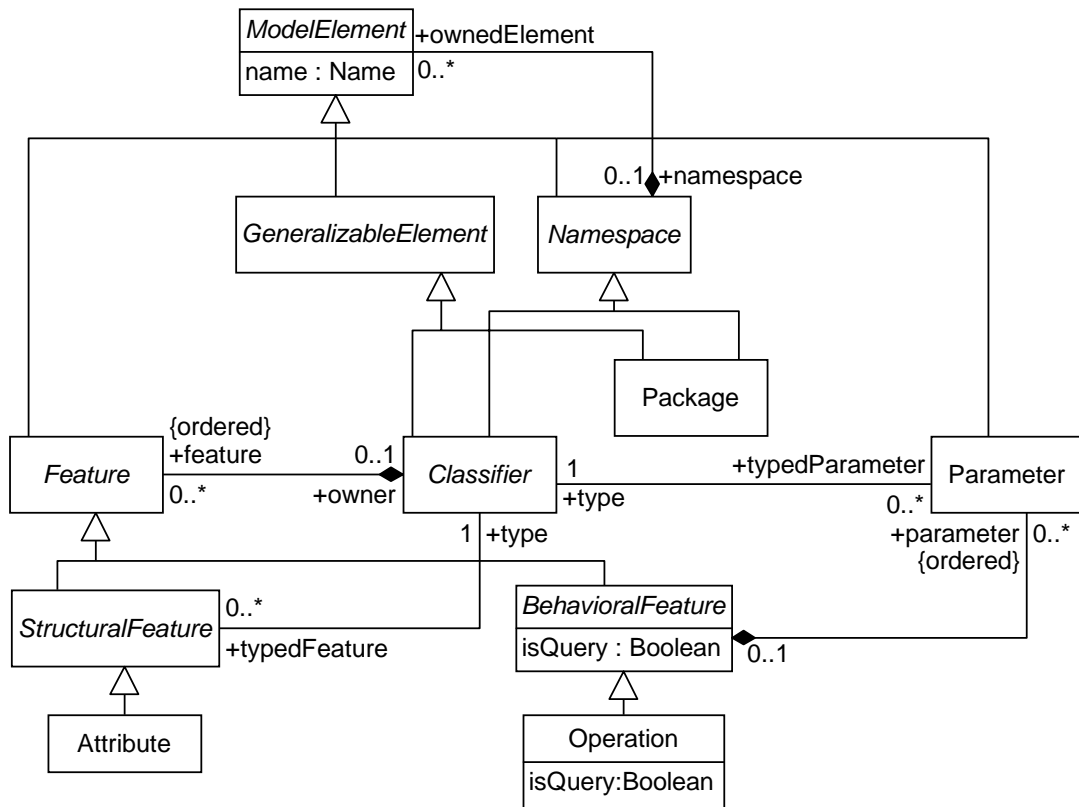 ModelElement
+ownedElement
name : Name
0..*
0..1
+namespace
GeneralizableElement
Namespace
Package
{ordered}
+feature
0..*
Feature
0..1
+owner
Classifier
1
+type
+typedParameter
0..*
Parameter
1
+type
+parameter
0..*
{ordered}
StructuralFeature
0..*
+typedFeature
BehavioralFeature
isQuery : Boolean
0..1
Attribute
Operation
isQuery:Boolean